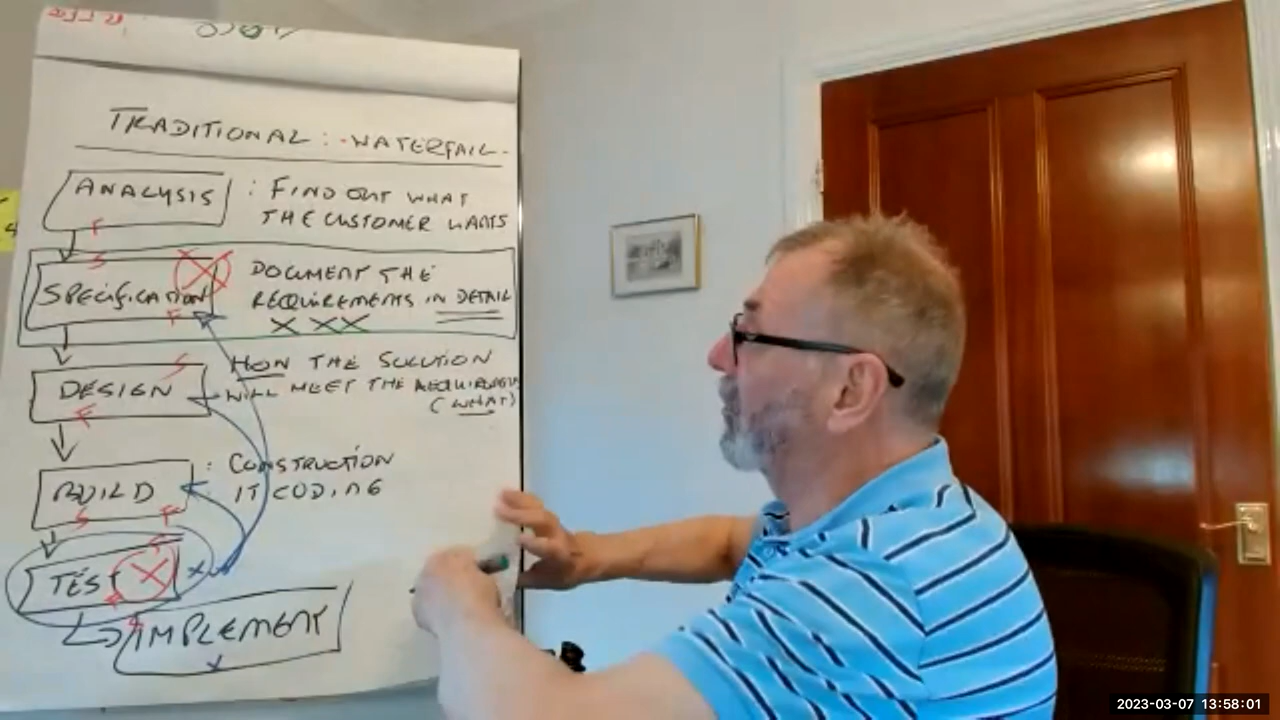 TRADITIONAL : WATERFALL
ANALYSIS : FIND OUT WHAT
THE CUSTOMER WANTS
F
S
SPECIFICATION DOCUMENT THE
REQUIREMENTS IN DETAIL
F X XX
S
DESIGN HOW THE SOLUTION
WILL MEET THE REQUIREMENTS
(WHAT)
F
BUILD : CONSTRUCTION
IT CODING
S F
TEST X
IMPLEMENT
X
2023-03-07 13:58:01